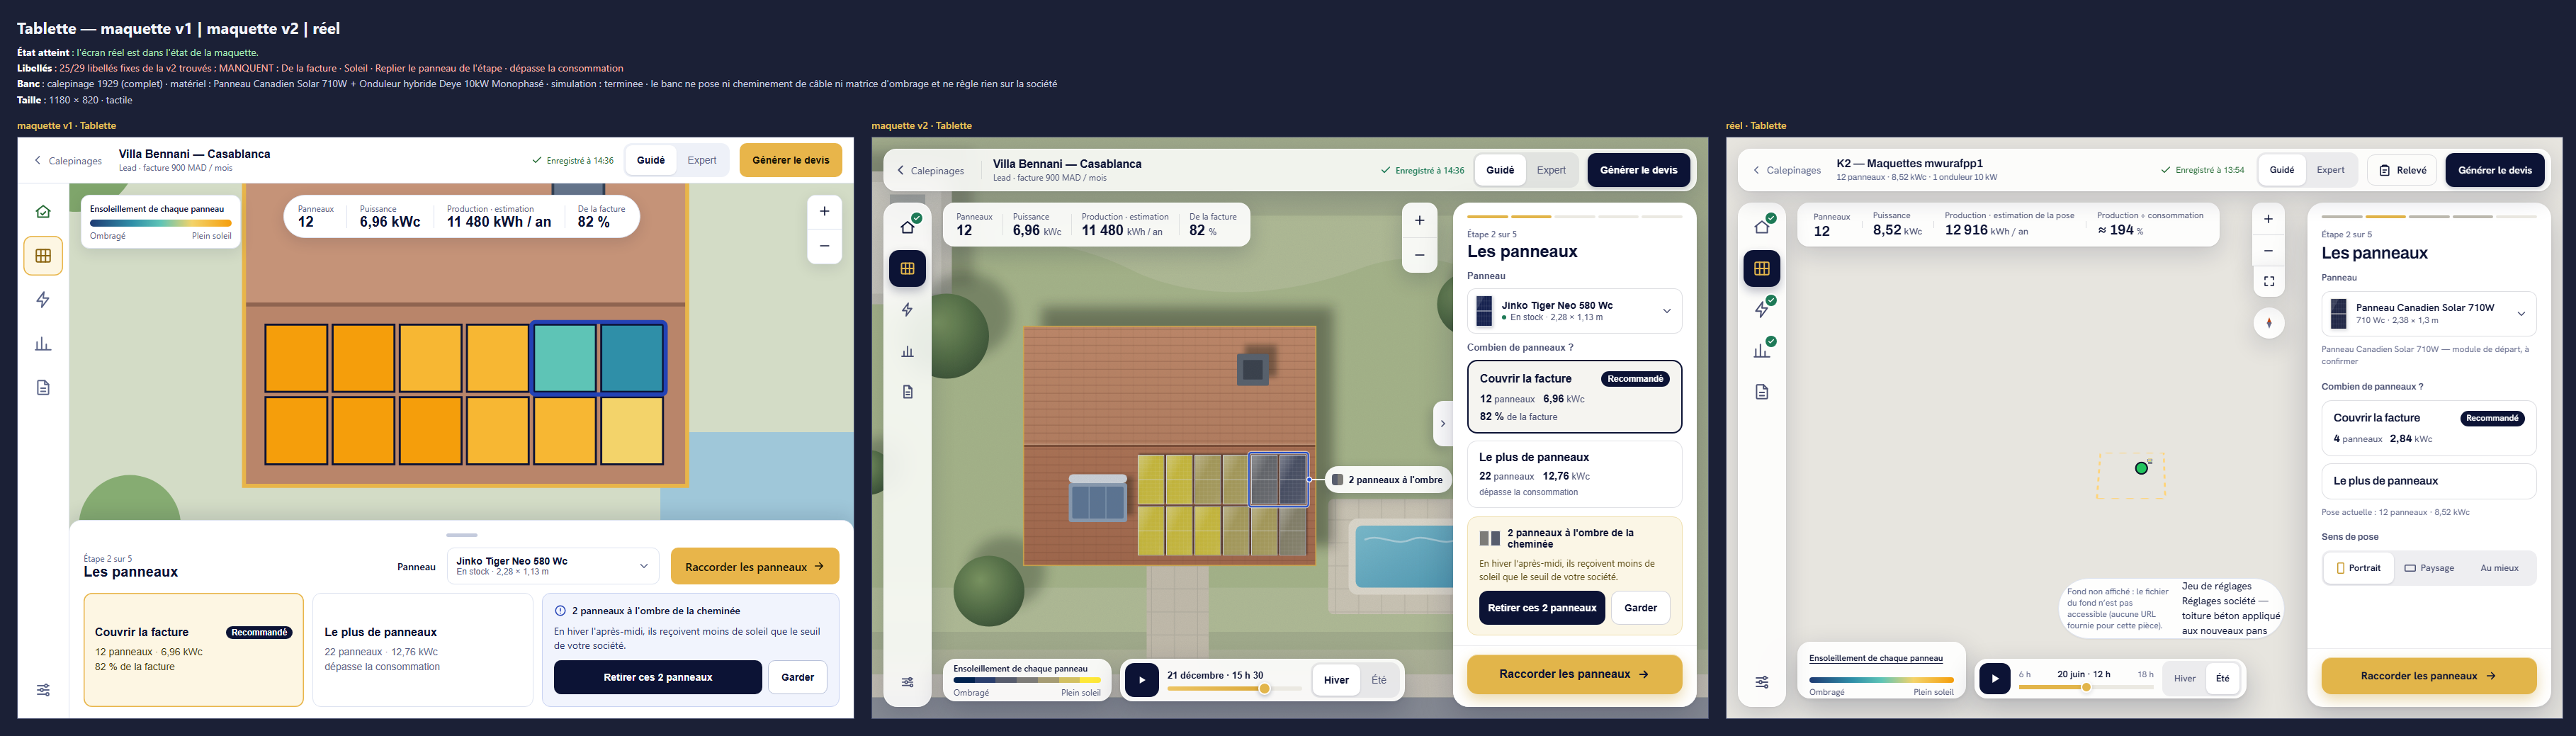 Tablette — maquette v1 | maquette v2 | réel
État atteint : l'écran réel est dans l'état de la maquette.
Libellés : 25/29 libellés fixes de la v2 trouvés ; MANQUENT : De la facture · Soleil · Replier le panneau de l'étape · dépasse la consommation
Banc : calepinage 1929 (complet) · matériel : Panneau Canadien Solar 710W + Onduleur hybride Deye 10kW Monophasé · simulation : terminee · le banc ne pose ni cheminement de câble ni matrice d'ombrage et ne règle rien sur la société
Taille : 1180 × 820 · tactile
maquette v1 · Tablette
Calepinages
Villa Bennani — Casablanca
Lead · facture 900 MAD / mois
Enregistré à 14:36
Guidé
Expert
Générer le devis
Ensoleillement de chaque panneau
Ombragé
Plein soleil
Panneaux
12
Puissance
6,96 kWc
Production · estimation
11 480 kWh / an
De la facture
82 %
+
−
Étape 2 sur 5
Les panneaux
Panneau
Jinko Tiger Neo 580 Wc
En stock · 2,28 × 1,13 m
Raccorder les panneaux →
Couvrir la facture
Recommandé
12 panneaux · 6,96 kWc
82 % de la facture
Le plus de panneaux
22 panneaux · 12,76 kWc
dépasse la consommation
2 panneaux à l'ombre de la cheminée
En hiver l'après-midi, ils reçoivent moins de soleil que le seuil
de votre société.
Retirer ces 2 panneaux
Garder
maquette v2 · Tablette
Calepinages
Villa Bennani — Casablanca
Lead · facture 900 MAD / mois
Enregistré à 14:36
Guidé
Expert
Générer le devis
Panneaux
12
Puissance
6,96 kWc
Production · estimation
11 480 kWh / an
De la facture
82 %
+
−
2 panneaux à l'ombre
Ensoleillement de chaque panneau
Ombragé
Plein soleil
21 décembre · 15 h 30
Hiver
Été
Étape 2 sur 5
Les panneaux
Panneau
Jinko Tiger Neo 580 Wc
En stock · 2,28 × 1,13 m
Combien de panneaux ?
Couvrir la facture
Recommandé
12 panneaux 6,96 kWc
82 % de la facture
Le plus de panneaux
22 panneaux 12,76 kWc
dépasse la consommation
2 panneaux à l'ombre de la
cheminée
En hiver l'après-midi, ils reçoivent moins de
soleil que le seuil de votre société.
Retirer ces 2 panneaux
Garder
Raccorder les panneaux →
réel · Tablette
Calepinages
K2 — Maquettes mwurafpp1
12 panneaux · 8,52 kWc · 1 onduleur 10 kW
Enregistré à 13:54
Guidé
Expert
Relevé
Générer le devis
Panneaux
12
Puissance
8,52 kWc
Production · estimation de la pose
12 916 kWh / an
Production ÷ consommation
≈ 194 %
+
−
Fond non affiché : le fichier
du fond n'est pas
accessible (aucune URL
fournie pour cette pièce).
Jeu de réglages
Réglages société —
toiture béton appliqué
aux nouveaux pans
Ensoleillement de chaque panneau
Ombragé
Plein soleil
6 h
20 juin · 12 h
18 h
Hiver
Été
Étape 2 sur 5
Les panneaux
Panneau
Panneau Canadien Solar 710W
710 Wc · 2,38 × 1,3 m
Panneau Canadien Solar 710W — module de départ, à
confirmer
Combien de panneaux ?
Couvrir la facture
Recommandé
4 panneaux 2,84 kWc
Le plus de panneaux
Pose actuelle : 12 panneaux · 8,52 kWc
Sens de pose
Portrait
Paysage
Au mieux
Raccorder les panneaux →